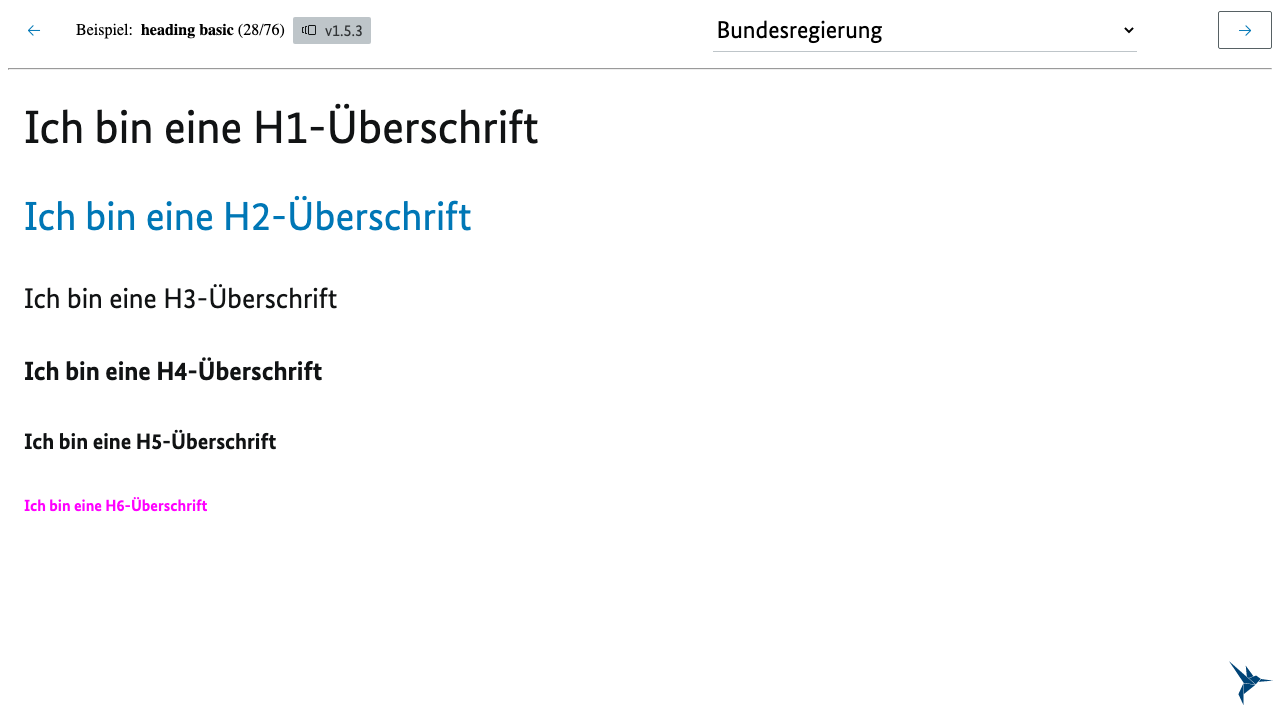 Beispiel: heading basic (28/76) v1.5.3 Bundesregierung
Ich bin eine H1-Überschrift
Ich bin eine H2-Überschrift
Ich bin eine H3-Überschrift
Ich bin eine H4-Überschrift
Ich bin eine H5-Überschrift
Ich bin eine H6-Überschrift